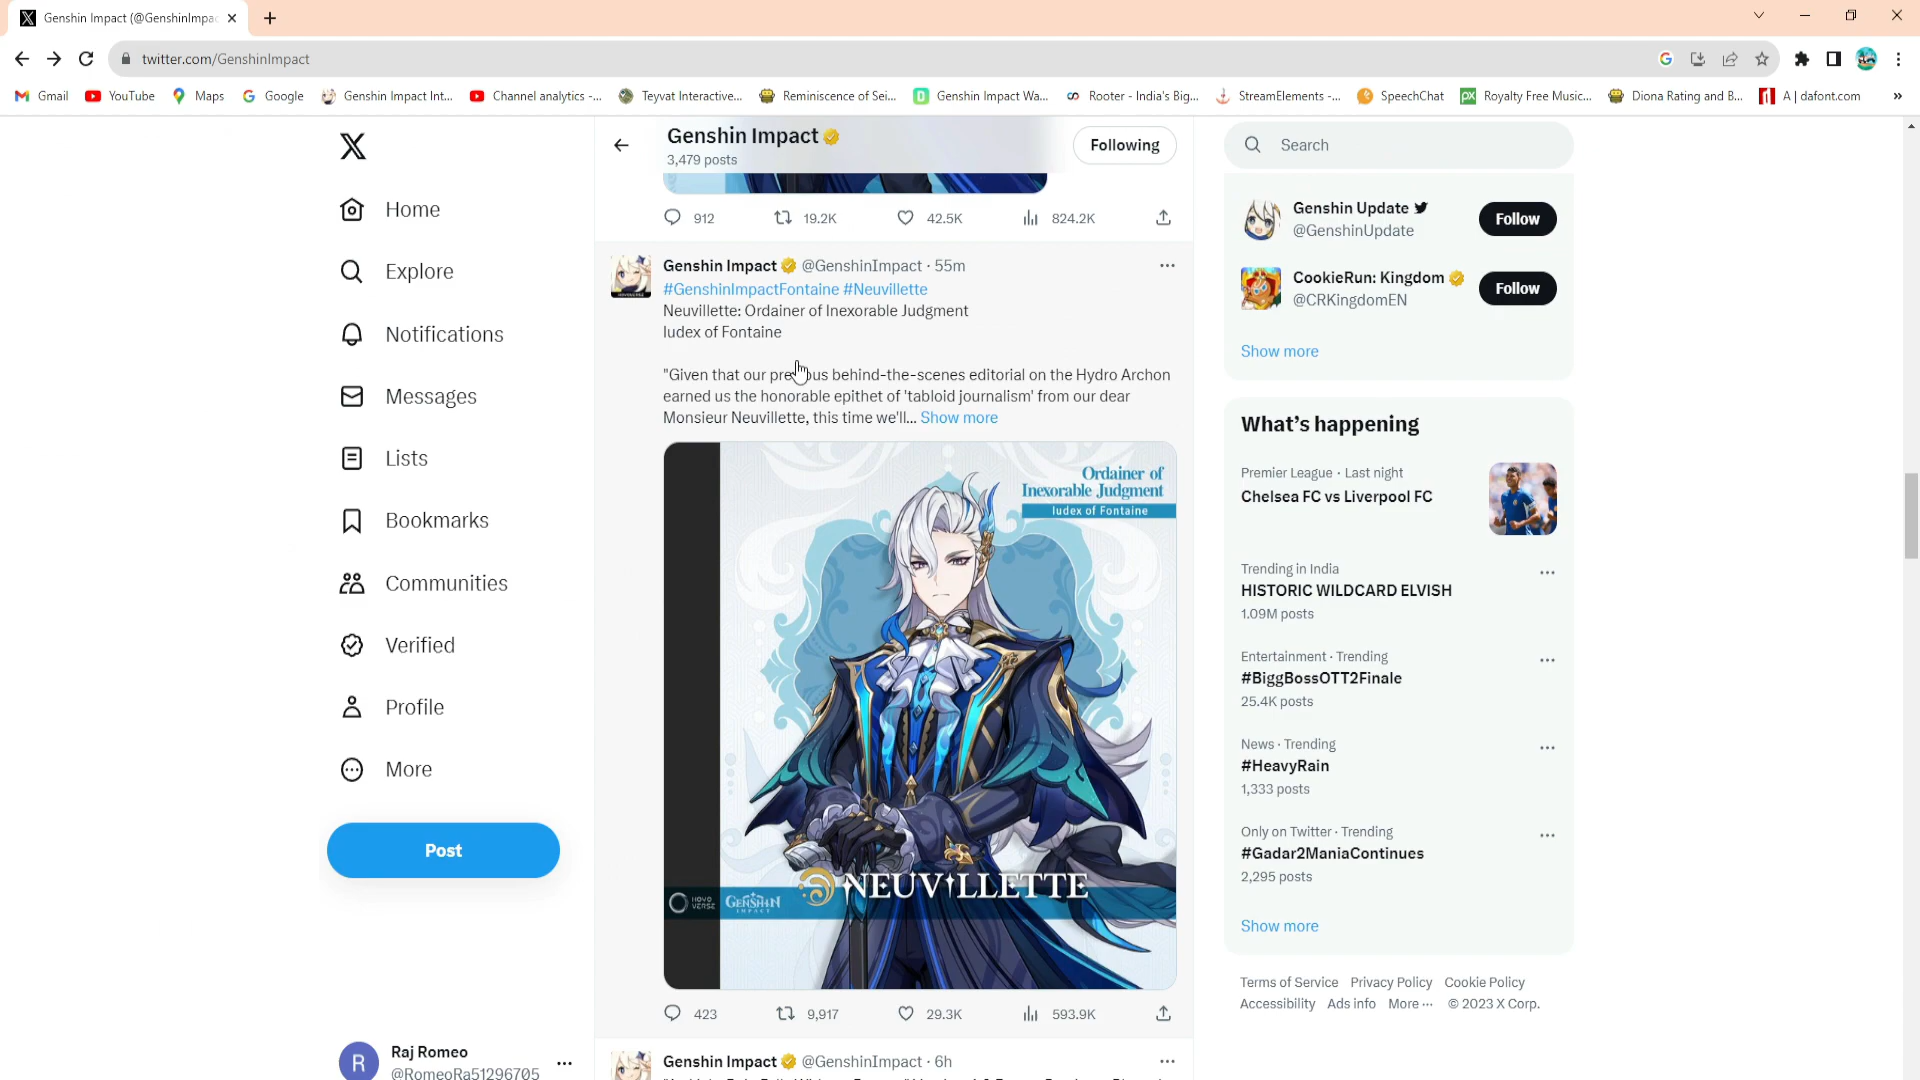 Genshin Impact (@GenshinImpac
twitter.com/GenshinImpact
Gmail
YouTube
Maps
Google
Genshin Impact Int...
Channel analytics -...
Teyvat Interactive...
Reminiscence of Sei...
Genshin Impact Wa...
Rooter - India's Big...
StreamElements -...
SpeechChat
Royalty Free Music...
Diona Rating and B...
A | dafont.com
»
Home
Explore
Notifications
Messages
Lists
Bookmarks
Communities
Verified
Profile
More
Post
Raj Romeo
@RomeoRa51296705
Genshin Impact
3,479 posts
Following
912
19.2K
42.5K
824.2K
Genshin Impact @GenshinImpact · 55m
#GenshinImpactFontaine #Neuvillette
Neuvillette: Ordainer of Inexorable Judgment
Iudex of Fontaine
"Given that our previous behind-the-scenes editorial on the Hydro Archon
earned us the honorable epithet of 'tabloid journalism' from our dear
Monsieur Neuvillette, this time we'll... Show more
Ordainer of
Inexorable Judgment
Iudex of Fontaine
NEUVILLETTE
HOYO
VERSE
GENSHIN
IMPACT
423
9,917
29.3K
593.9K
Genshin Impact @GenshinImpact · 6h
Search
Genshin Update
@GenshinUpdate
Follow
CookieRun: Kingdom
@CRKingdomEN
Follow
Show more
What's happening
Premier League · Last night
Chelsea FC vs Liverpool FC
Trending in India
HISTORIC WILDCARD ELVISH
1.09M posts
Entertainment · Trending
#BiggBossOTT2Finale
25.4K posts
News · Trending
#HeavyRain
1,333 posts
Only on Twitter · Trending
#Gadar2ManiaContinues
2,295 posts
Show more
Terms of Service Privacy Policy Cookie Policy
Accessibility Ads info More ··· © 2023 X Corp.